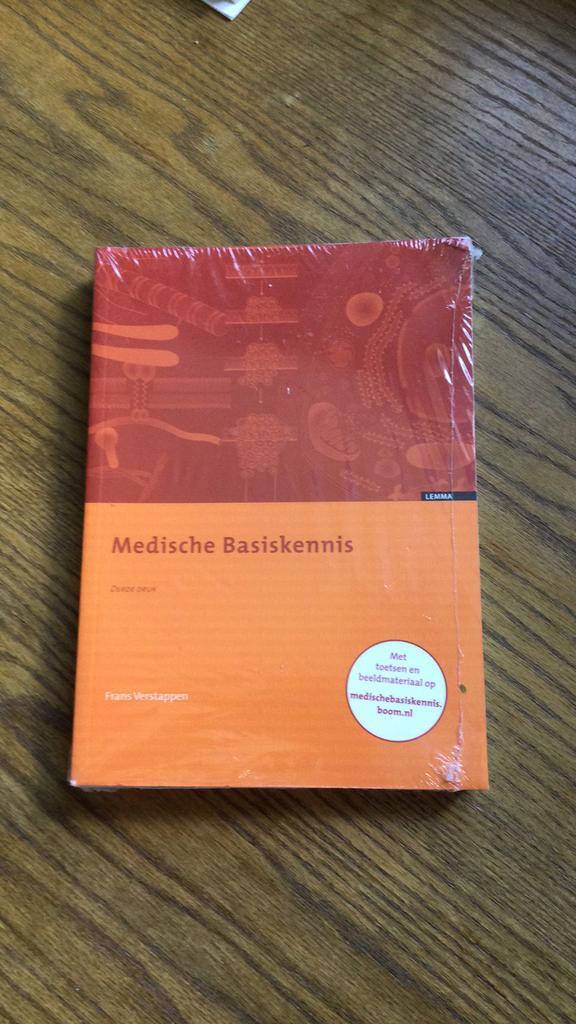 LEMMA
Medische Basiskennis
Derde druk
Met
toetsen en
beeldmateriaal op
medischebasiskennis.
boom.nl
Frans Verstappen